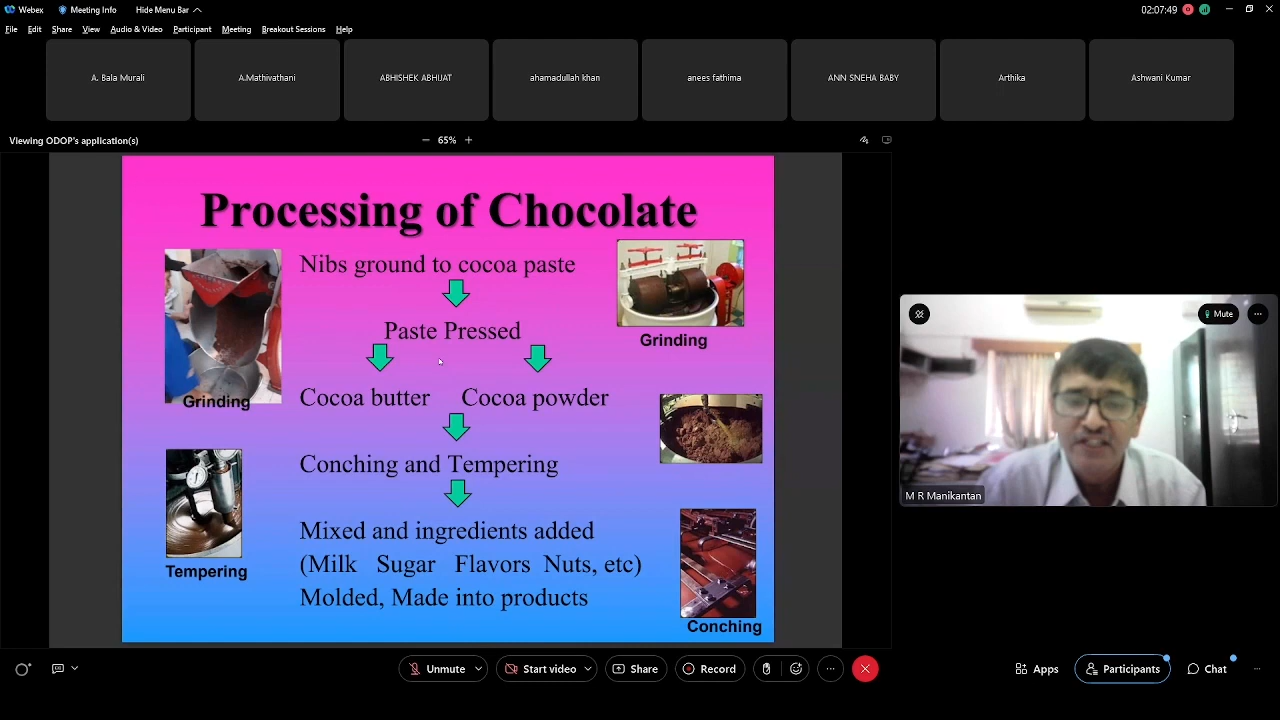 Webex
Meeting Info
Hide Menu Bar
02:07:49
File Edit Share View Audio & Video Participant Meeting Breakout Sessions Help
A. Bala Murali
A.Mathivathani
ABHISHEK ABHIJAT
ahamadullah khan
anees fathima
ANN SNEHA BABY
Arthika
Ashwani Kumar
Viewing ODOP's application(s)
65%
Processing of Chocolate
Nibs ground to cocoa paste
Grinding
Paste Pressed
Cocoa butter Cocoa powder
Grinding
Conching and Tempering
Tempering
Mixed and ingredients added
(Milk Sugar Flavors Nuts, etc)
Molded, Made into products
Conching
Mute
M R Manikantan
Unmute
Start video
Share
Record
Apps
Participants
Chat